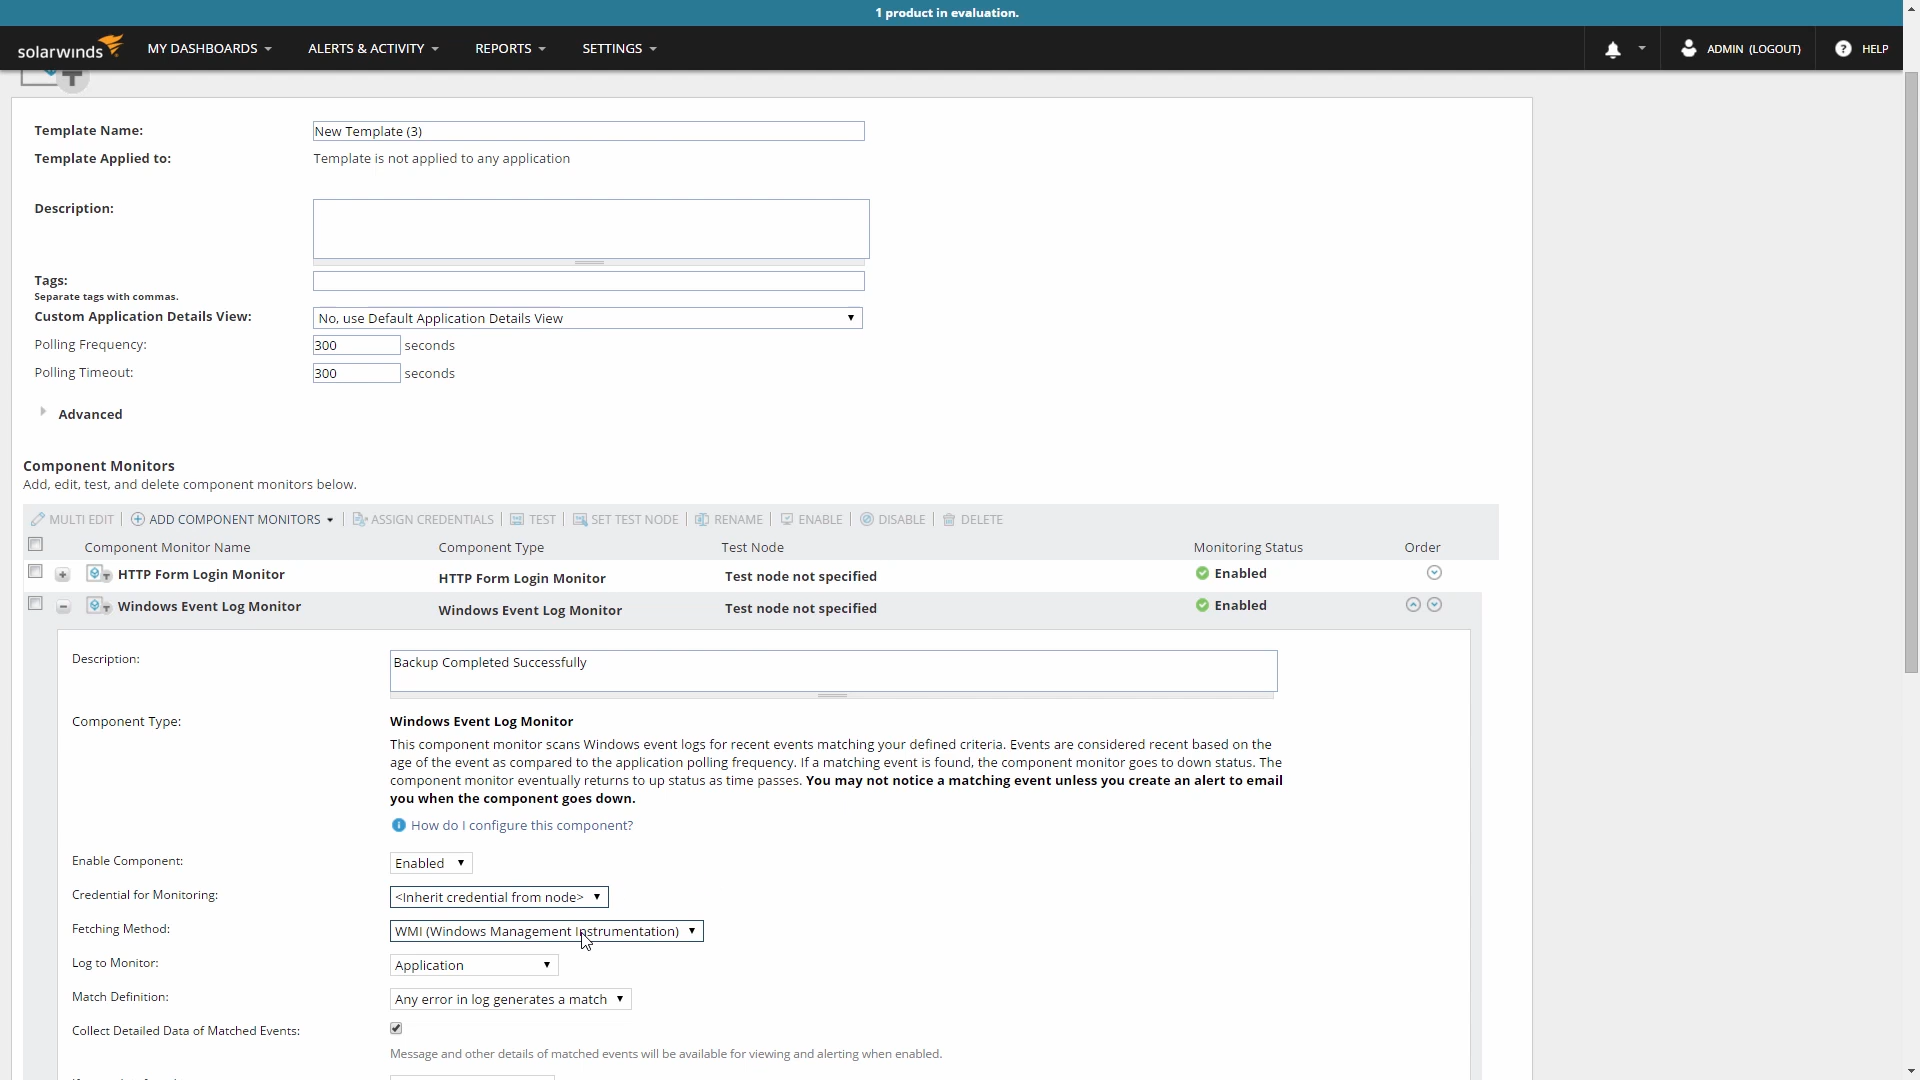 1 product in evaluation.
solarwinds MY DASHBOARDS ALERTS & ACTIVITY REPORTS SETTINGS ADMIN (LOGOUT) ? HELP
Template Name: New Template (3)
Template Applied to: Template is not applied to any application
Description:
Tags:
Separate tags with commas.
Custom Application Details View: No, use Default Application Details View
Polling Frequency: 300 seconds
Polling Timeout: 300 seconds
Advanced
Component Monitors
Add, edit, test, and delete component monitors below.
MULTI EDIT ADD COMPONENT MONITORS ASSIGN CREDENTIALS TEST SET TEST NODE RENAME ENABLE DISABLE DELETE
Component Monitor Name Component Type Test Node Monitoring Status Order
HTTP Form Login Monitor HTTP Form Login Monitor Test node not specified Enabled
Windows Event Log Monitor Windows Event Log Monitor Test node not specified Enabled
Description: Backup Completed Successfully
Component Type: Windows Event Log Monitor
This component monitor scans Windows event logs for recent events matching your defined criteria. Events are considered recent based on the
age of the event as compared to the application polling frequency. If a matching event is found, the component monitor goes to down status. The
component monitor eventually returns to up status as time passes. You may not notice a matching event unless you create an alert to email
you when the component goes down.
How do I configure this component?
Enable Component: Enabled
Credential for Monitoring: <Inherit credential from node>
Fetching Method: WMI (Windows Management Instrumentation)
Log to Monitor: Application
Match Definition: Any error in log generates a match
Collect Detailed Data of Matched Events:
Message and other details of matched events will be available for viewing and alerting when enabled.